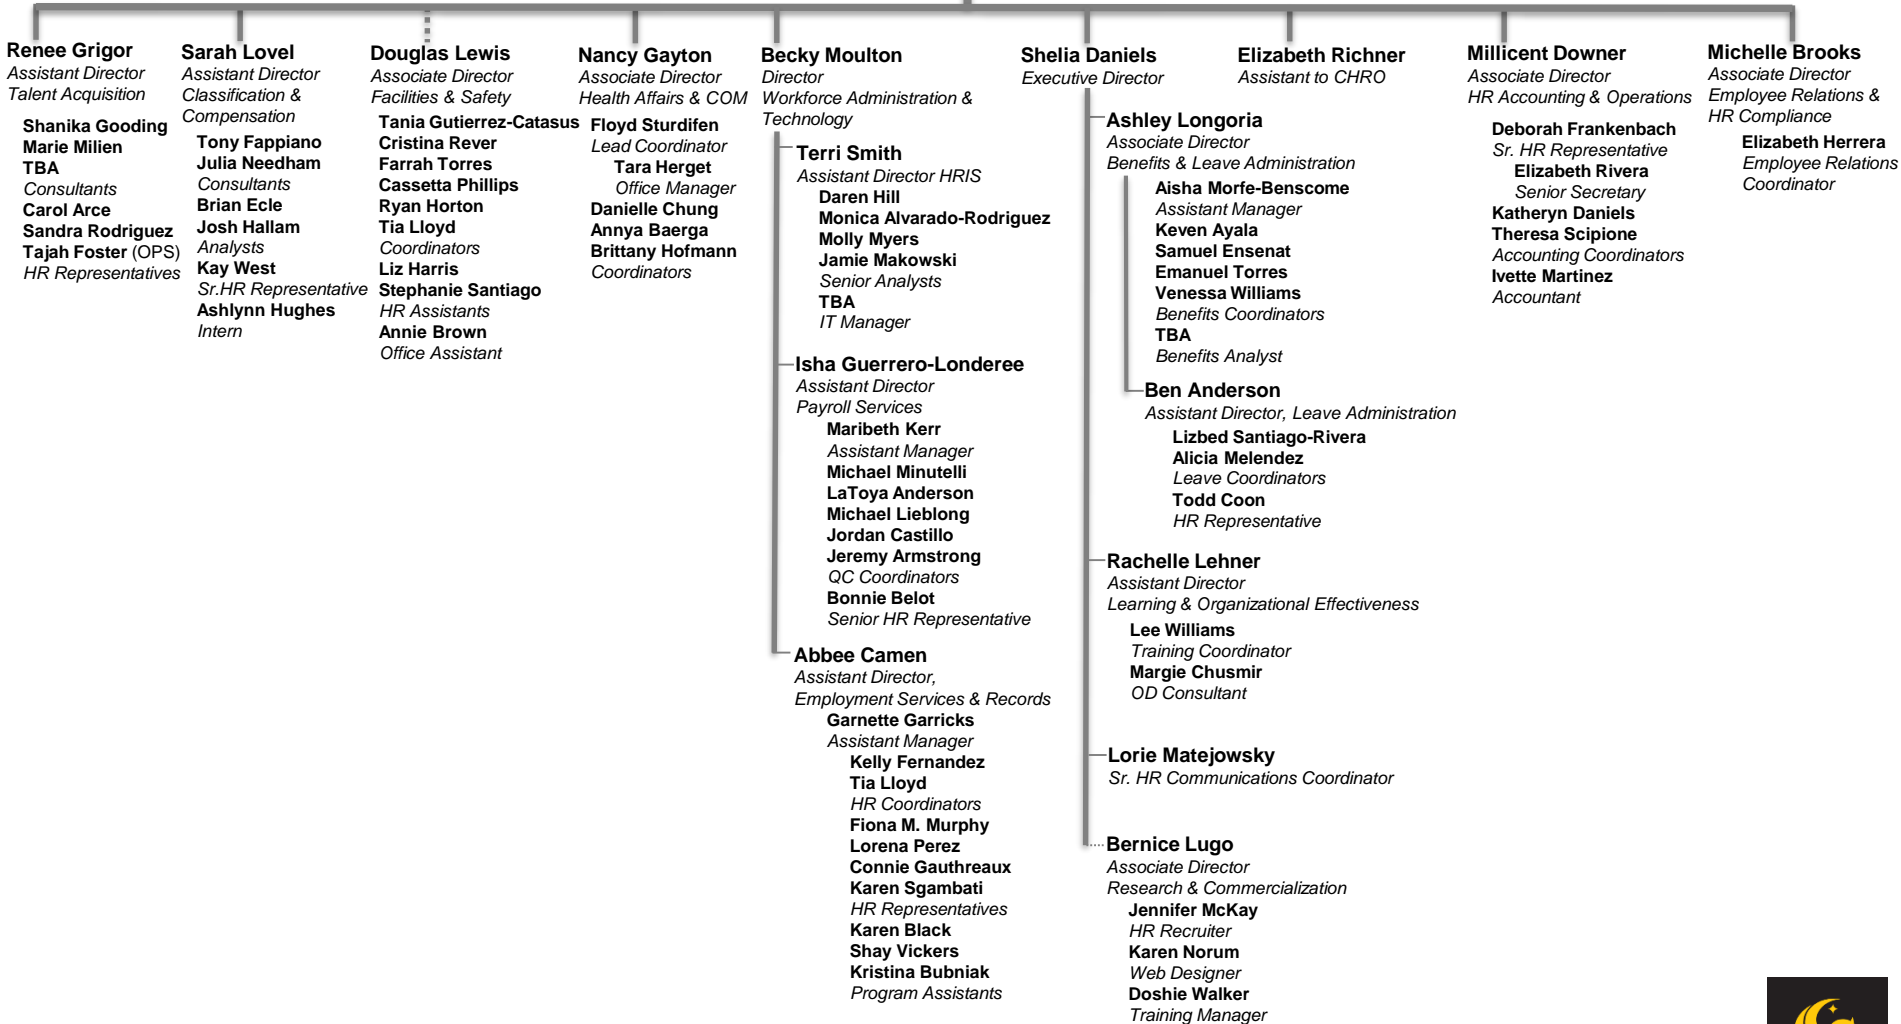 Renee Grigor
Assistant Director
Talent Acquisition
Shanika Gooding
Marie Milien
TBA
Consultants
Carol Arce
Sandra Rodriguez
Tajah Foster (OPS)
HR Representatives
Sarah Lovel
Assistant Director
Classification &
Compensation
Tony Fappiano
Julia Needham
Consultants
Brian Ecle
Josh Hallam
Analysts
Kay West
Sr.HR Representative
Ashlynn Hughes
Intern
Douglas Lewis
Associate Director
Facilities & Safety
Tania Gutierrez-Catasus
Cristina Rever
Farrah Torres
Cassetta Phillips
Ryan Horton
Tia Lloyd
Coordinators
Liz Harris
Stephanie Santiago
HR Assistants
Annie Brown
Office Assistant
Nancy Gayton
Associate Director
Health Affairs & COM
Floyd Sturdifen
Lead Coordinator
Tara Herget
Office Manager
Danielle Chung
Annya Baerga
Brittany Hofmann
Coordinators
Becky Moulton
Director
Workforce Administration &
Technology
Terri Smith
Assistant Director HRIS
Daren Hill
Monica Alvarado-Rodriguez
Molly Myers
Jamie Makowski
Senior Analysts
TBA
IT Manager
Isha Guerrero-Londeree
Assistant Director
Payroll Services
Maribeth Kerr
Assistant Manager
Michael Minutelli
LaToya Anderson
Michael Lieblong
Jordan Castillo
Jeremy Armstrong
QC Coordinators
Bonnie Belot
Senior HR Representative
Abbee Camen
Assistant Director,
Employment Services & Records
Garnette Garricks
Assistant Manager
Kelly Fernandez
Tia Lloyd
HR Coordinators
Fiona M. Murphy
Lorena Perez
Connie Gauthreaux
Karen Sgambati
HR Representatives
Karen Black
Shay Vickers
Kristina Bubniak
Program Assistants
Shelia Daniels
Executive Director
Ashley Longoria
Associate Director
Benefits & Leave Administration
Aisha Morfe-Benscome
Assistant Manager
Keven Ayala
Samuel Ensenat
Emanuel Torres
Venessa Williams
Benefits Coordinators
TBA
Benefits Analyst
Ben Anderson
Assistant Director, Leave Administration
Lizbed Santiago-Rivera
Alicia Melendez
Leave Coordinators
Todd Coon
HR Representative
Rachelle Lehner
Assistant Director
Learning & Organizational Effectiveness
Lee Williams
Training Coordinator
Margie Chusmir
OD Consultant
Lorie Matejowsky
Sr. HR Communications Coordinator
Bernice Lugo
Associate Director
Research & Commercialization
Jennifer McKay
HR Recruiter
Karen Norum
Web Designer
Doshie Walker
Training Manager
Elizabeth Richner
Assistant to CHRO
Millicent Downer
Associate Director
HR Accounting & Operations
Deborah Frankenbach
Sr. HR Representative
Elizabeth Rivera
Senior Secretary
Katheryn Daniels
Theresa Scipione
Accounting Coordinators
Ivette Martinez
Accountant
Michelle Brooks
Associate Director
Employee Relations &
HR Compliance
Elizabeth Herrera
Employee Relations
Coordinator